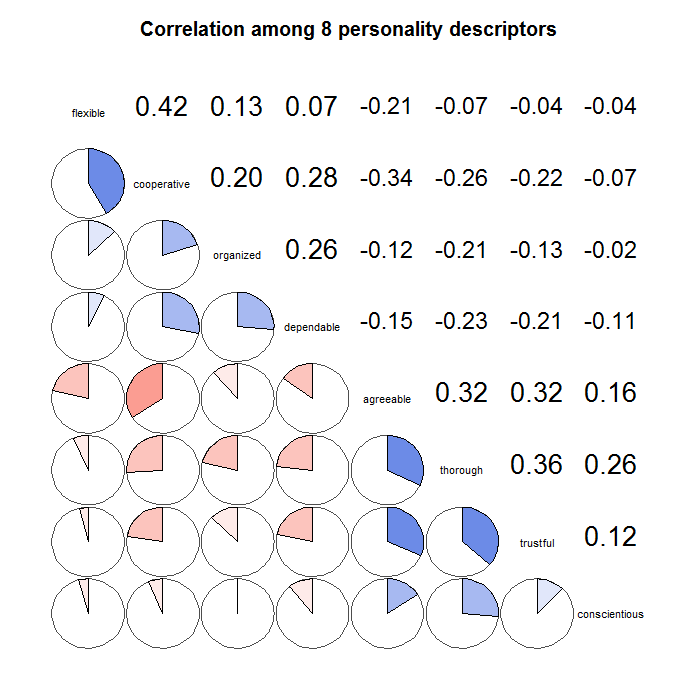 Correlation among 8 personality descriptors
flexible 0.42 0.13 0.07 -0.21 -0.07 -0.04 -0.04
cooperative 0.20 0.28 -0.34 -0.26 -0.22 -0.07
organized 0.26 -0.12 -0.21 -0.13 -0.02
dependable -0.15 -0.23 -0.21 -0.11
agreeable 0.32 0.32 0.16
thorough 0.36 0.26
trustful 0.12
conscientious